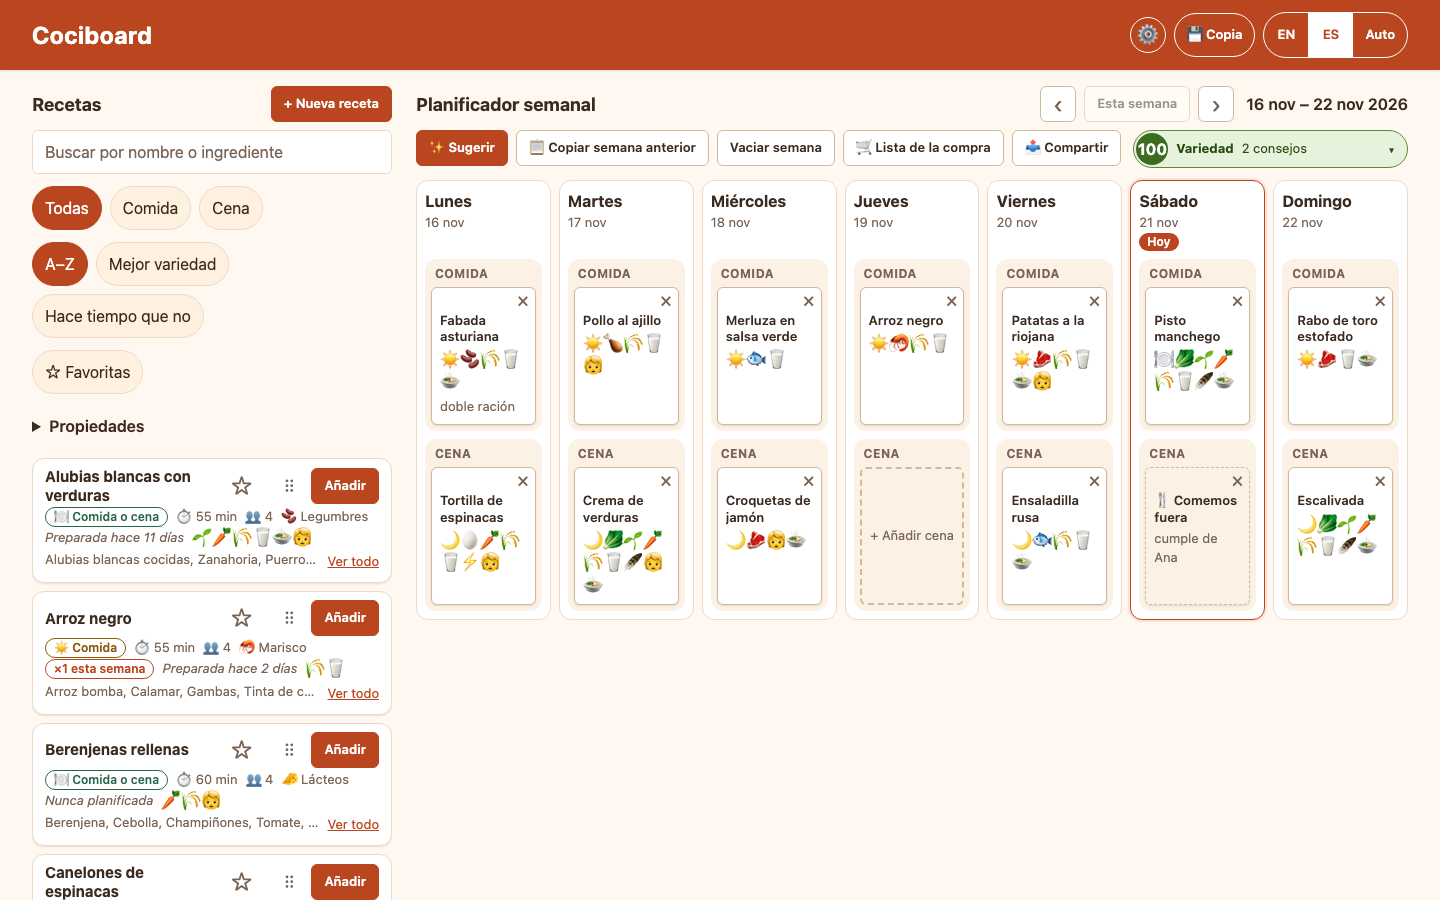 Cociboard
💾 Copia
EN
ES
Auto
Recetas
+ Nueva receta
Buscar por nombre o ingrediente
Todas
Comida
Cena
A–Z
Mejor variedad
Hace tiempo que no
☆ Favoritas
▶ Propiedades
Alubias blancas con
verduras
Añadir
🍽️ Comida o cena ⏱️ 55 min 👥 4 🫘 Legumbres
Preparada hace 11 días
Alubias blancas cocidas, Zanahoria, Puerro... Ver todo
Arroz negro
Añadir
☀️ Comida ⏱️ 55 min 👥 4 🦐 Marisco
×1 esta semana Preparada hace 2 días
Arroz bomba, Calamar, Gambas, Tinta de c... Ver todo
Berenjenas rellenas
Añadir
🍽️ Comida o cena ⏱️ 60 min 👥 4 🧀 Lácteos
Nunca planificada
Berenjena, Cebolla, Champiñones, Tomate, ... Ver todo
Canelones de
espinacas
Añadir
Planificador semanal
‹ Esta semana › 16 nov – 22 nov 2026
✨ Sugerir
📋 Copiar semana anterior
Vaciar semana
🛒 Lista de la compra
📤 Compartir
100 Variedad 2 consejos ▾
Lunes
16 nov
COMIDA
Fabada
asturiana
doble ración
CENA
Tortilla de
espinacas
Martes
17 nov
COMIDA
Pollo al ajillo
CENA
Crema de
verduras
Miércoles
18 nov
COMIDA
Merluza en
salsa verde
CENA
Croquetas de
jamón
Jueves
19 nov
COMIDA
Arroz negro
CENA
+ Añadir cena
Viernes
20 nov
COMIDA
Patatas a la
riojana
CENA
Ensaladilla
rusa
Sábado
21 nov
Hoy
COMIDA
Pisto
manchego
CENA
🍴 Comemos
fuera
cumple de
Ana
Domingo
22 nov
COMIDA
Rabo de toro
estofado
CENA
Escalivada